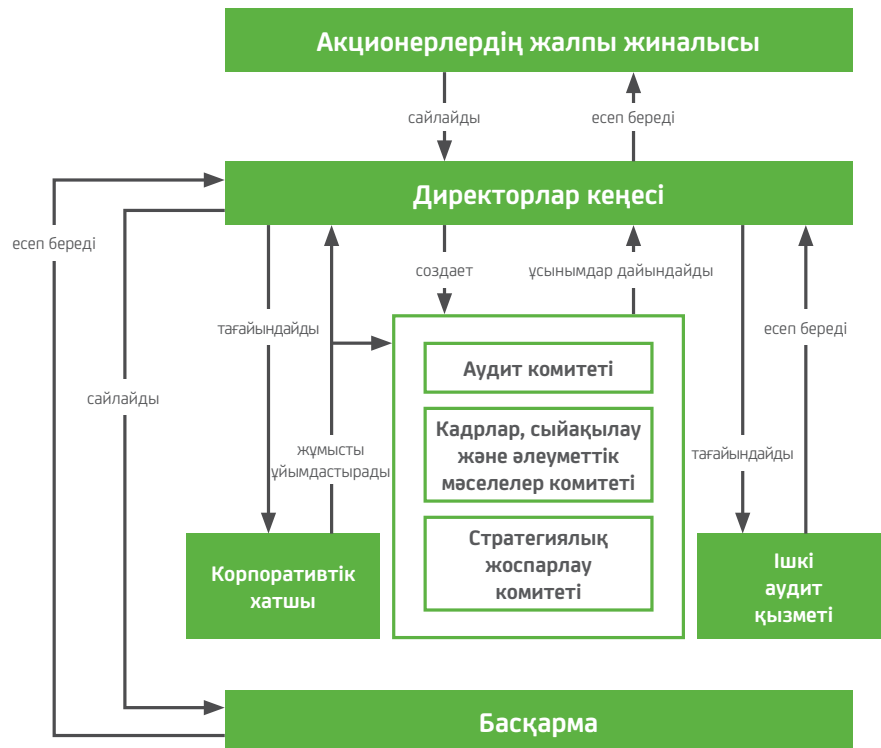 Акционерлердің жалпы жиналысы
сайлайды
есеп береді
Директорлар кеңесі
есеп береді
создает
ұсынымдар дайындайды
тағайындайды
есеп береді
Аудит комитеті
сайлайды
Кадрлар, сыйақылау
және әлеуметтік
мәселелер комитеті
жұмысты
ұйымдастырады
тағайындайды
Стратегиялық
жоспарлау
комитеті
Корпоративтік
хатшы
Ішкі
аудит
қызметі
Басқарма